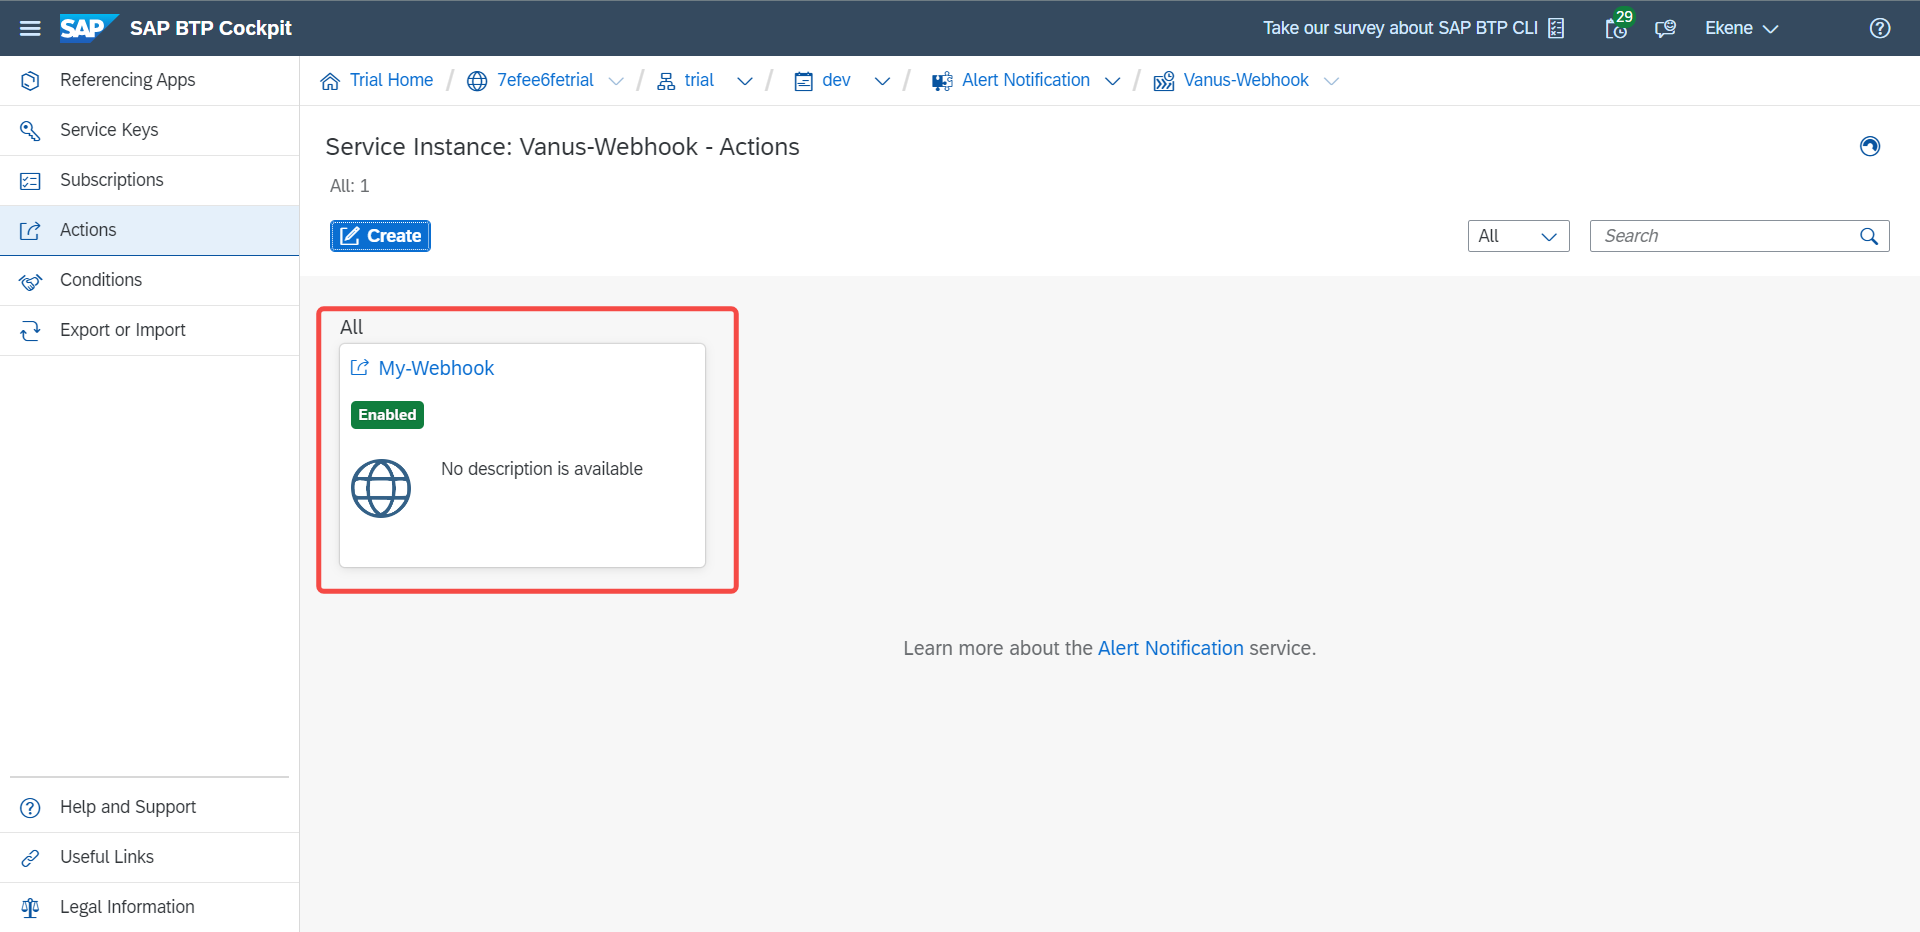 SAP SAP BTP Cockpit
Take our survey about SAP BTP CLI
29
Ekene
Referencing Apps
Service Keys
Subscriptions
Actions
Conditions
Export or Import
Help and Support
Useful Links
Legal Information
Trial Home / 7efee6fetrial / trial / dev / Alert Notification / Vanus-Webhook
Service Instance: Vanus-Webhook - Actions
All: 1
Create
All
Search
All
My-Webhook
Enabled
No description is available
Learn more about the Alert Notification service.